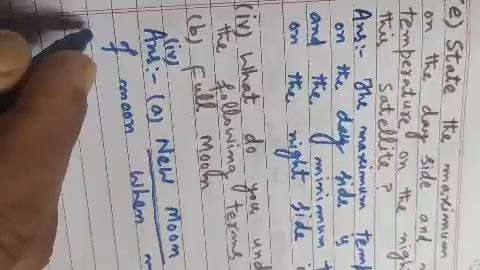 e) State the maximum
on the day side and
temperature on the nigh
this satellite?
Ans:- The maximum temp
on the day side is
and the minimum t
on the night side i
(iv) What do you und
the following terms
(b) Full Moon
(iv)
Ans:- (a) New Moon
of moon when